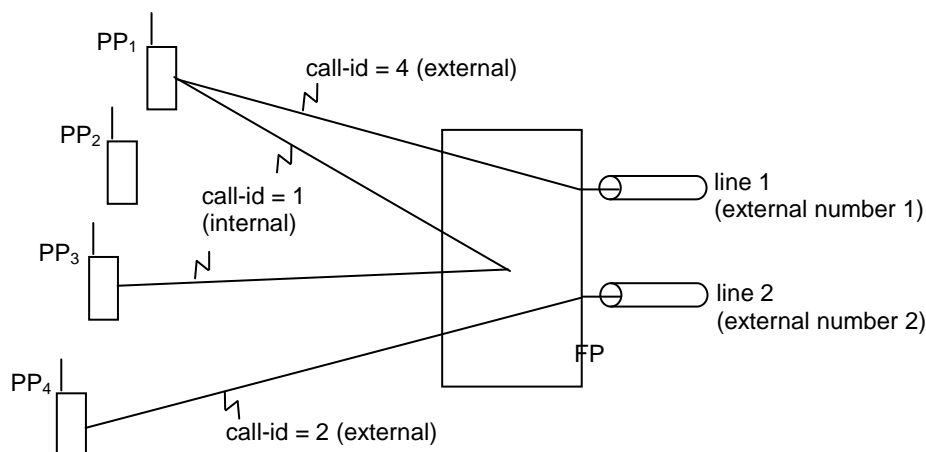 PP₁
call-id = 4 (external)
PP₂
call-id = 1
(internal)
line 1
(external number 1)
PP₃
line 2
(external number 2)
FP
PP₄
call-id = 2 (external)